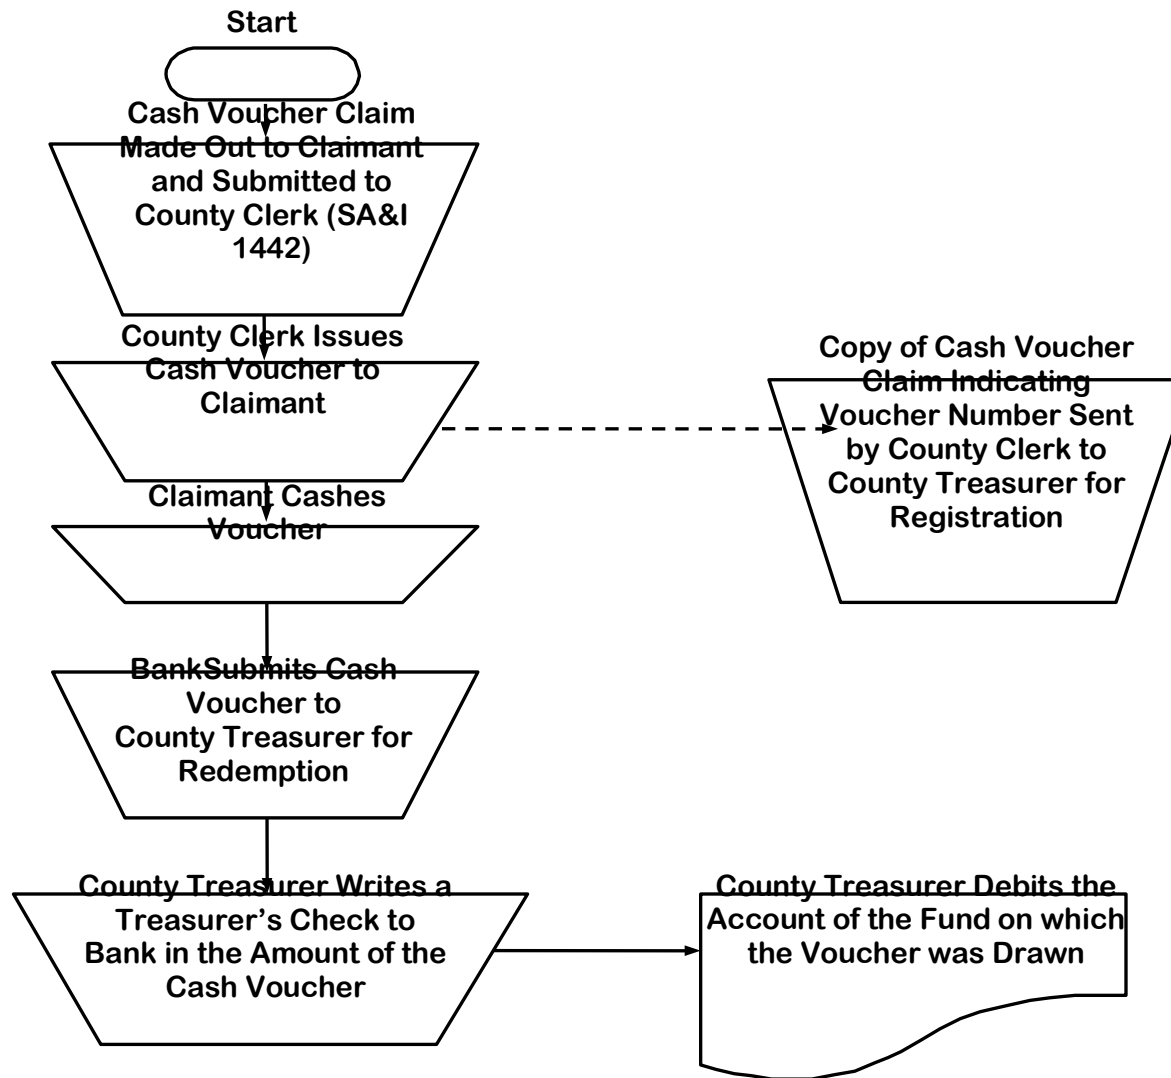 Start
Cash Voucher Claim
Made Out to Claimant
and Submitted to
County Clerk (SA&I
1442)
County Clerk Issues
Cash Voucher to
Claimant
Copy of Cash Voucher
Claim Indicating
Voucher Number Sent
by County Clerk to
County Treasurer for
Registration
Claimant Cashes
Voucher
BankSubmits Cash
Voucher to
County Treasurer for
Redemption
County Treasurer Writes a
Treasurer’s Check to
Bank in the Amount of the
Cash Voucher
County Treasurer Debits the
Account of the Fund on which
the Voucher was Drawn